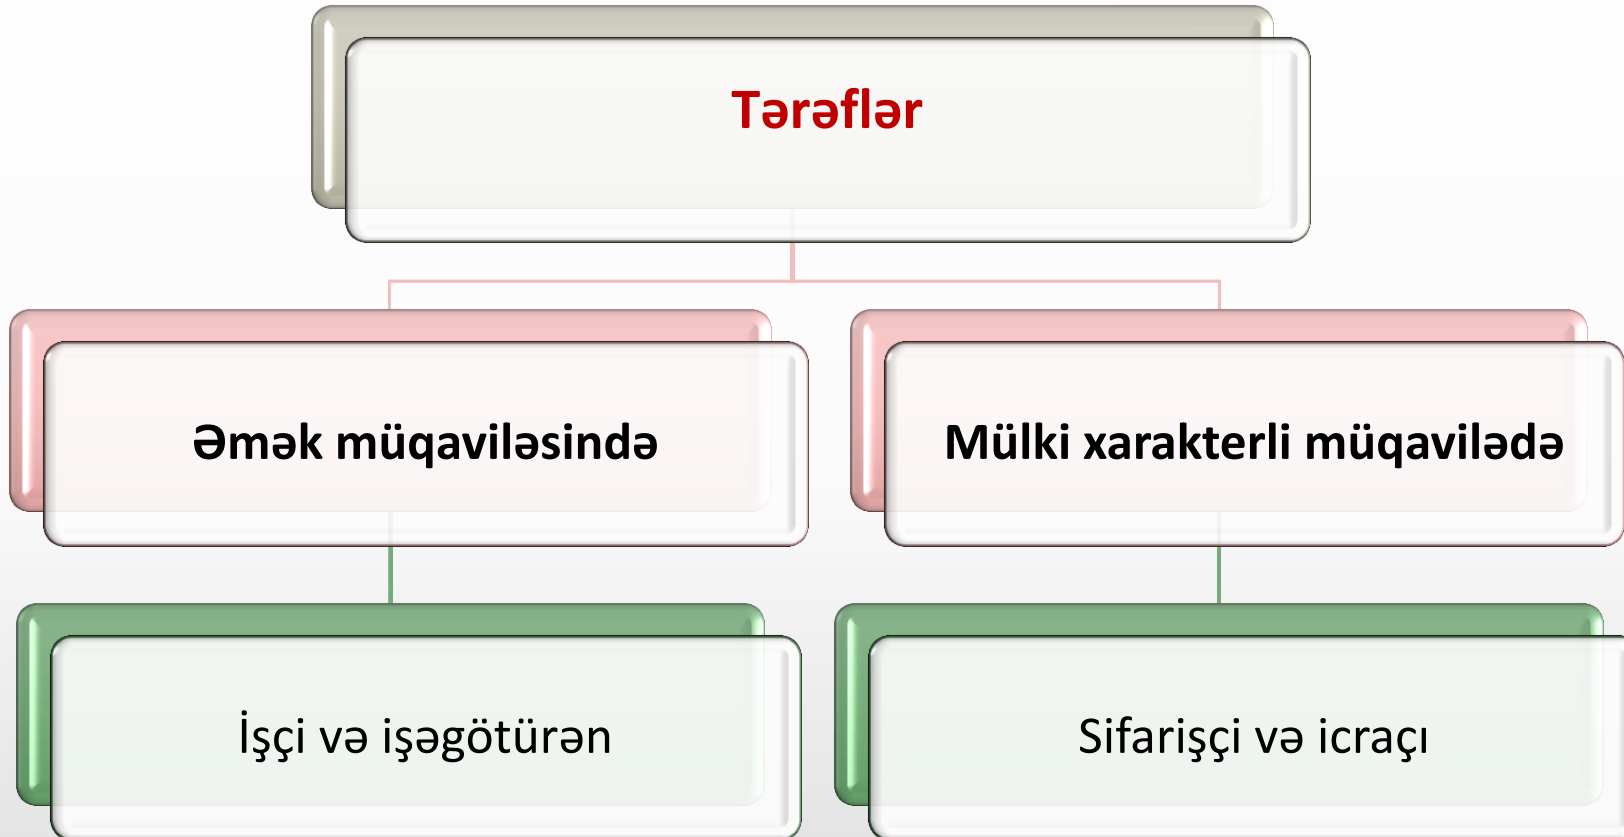 Tərəflər
Əmək müqaviləsində
Mülki xarakterli müqavilədə
İşçi və işəgötürən
Sifarişçi və icraçı